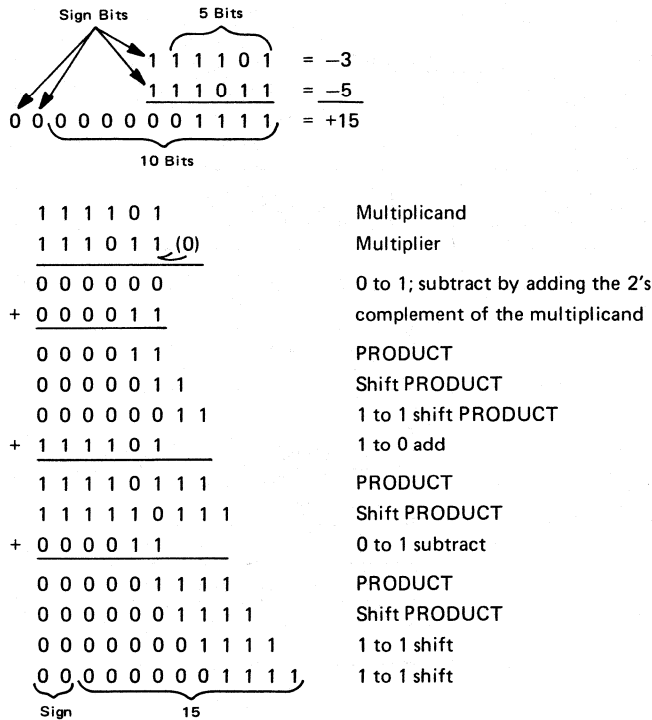 Sign Bits 5 Bits
1 1 1 1 0 1 = −3
1 1 1 0 1 1 = −5
0 0 0 0 0 0 0 0 1 1 1 1 = +15
10 Bits
1 1 1 1 0 1 Multiplicand
1 1 1 0 1 1 (0) Multiplier
0 0 0 0 0 0 0 to 1; subtract by adding the 2's
+ 0 0 0 0 1 1 complement of the multiplicand
0 0 0 0 1 1 PRODUCT
0 0 0 0 0 1 1 Shift PRODUCT
0 0 0 0 0 0 1 1 1 to 1 shift PRODUCT
+ 1 1 1 1 0 1 1 to 0 add
1 1 1 1 0 1 1 1 PRODUCT
1 1 1 1 1 0 1 1 1 Shift PRODUCT
+ 0 0 0 0 1 1 0 to 1 subtract
0 0 0 0 0 1 1 1 1 PRODUCT
0 0 0 0 0 0 1 1 1 1 Shift PRODUCT
0 0 0 0 0 0 0 1 1 1 1 1 to 1 shift
0 0 0 0 0 0 0 0 1 1 1 1 1 to 1 shift
Sign 15